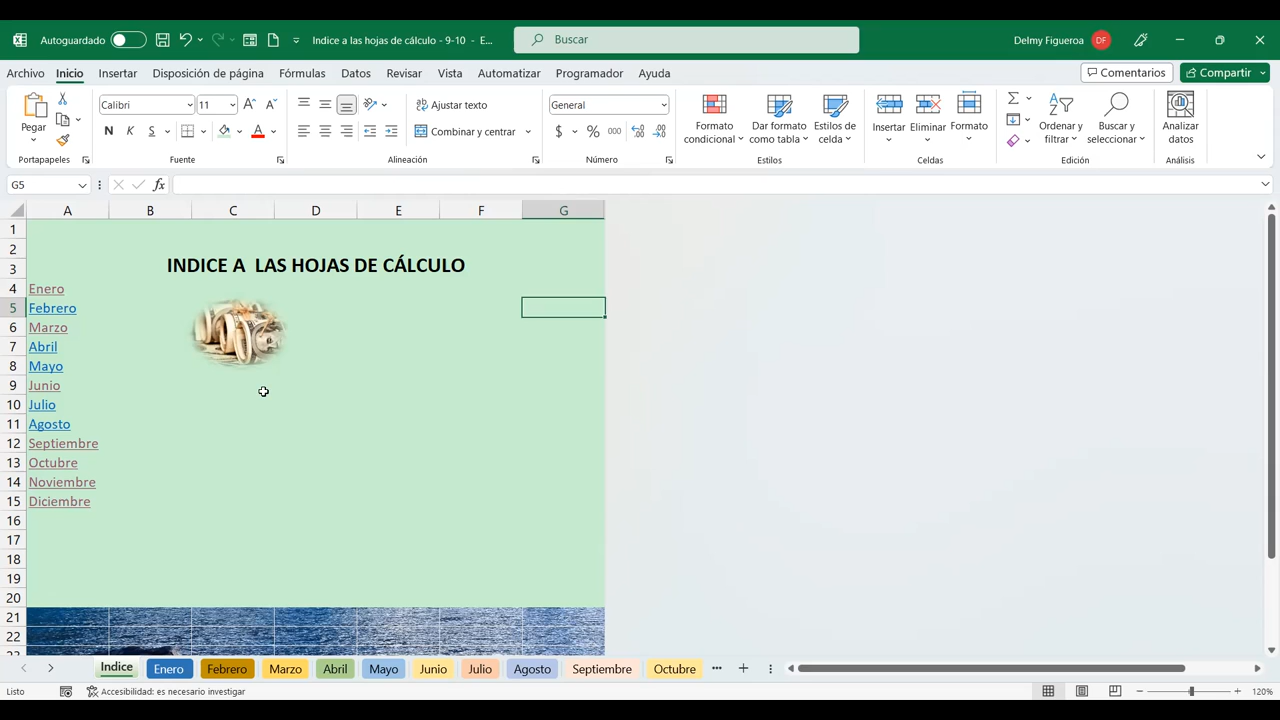 Autoguardado
Indice a las hojas de cálculo - 9-10 - E...
Buscar
Delmy Figueroa
DF
Archivo
Inicio
Insertar
Disposición de página
Fórmulas
Datos
Revisar
Vista
Automatizar
Programador
Ayuda
Comentarios
Compartir
Pegar
Portapapeles
Calibri
11
N K S
Fuente
Ajustar texto
Combinar y centrar
Alineación
General
$ % 000
Número
Formato condicional
Dar formato como tabla
Estilos de celda
Estilos
Insertar
Eliminar
Formato
Celdas
Ordenar y filtrar
Buscar y seleccionar
Edición
Analizar datos
Análisis
G5
fx
A B C D E F G
1
2
3 INDICE A LAS HOJAS DE CÁLCULO
4 Enero
5 Febrero
6 Marzo
7 Abril
8 Mayo
9 Junio
10 Julio
11 Agosto
12 Septiembre
13 Octubre
14 Noviembre
15 Diciembre
16
17
18
19
20
21
22
Indice Enero Febrero Marzo Abril Mayo Junio Julio Agosto Septiembre Octubre ...
Listo
Accesibilidad: es necesario investigar
120%